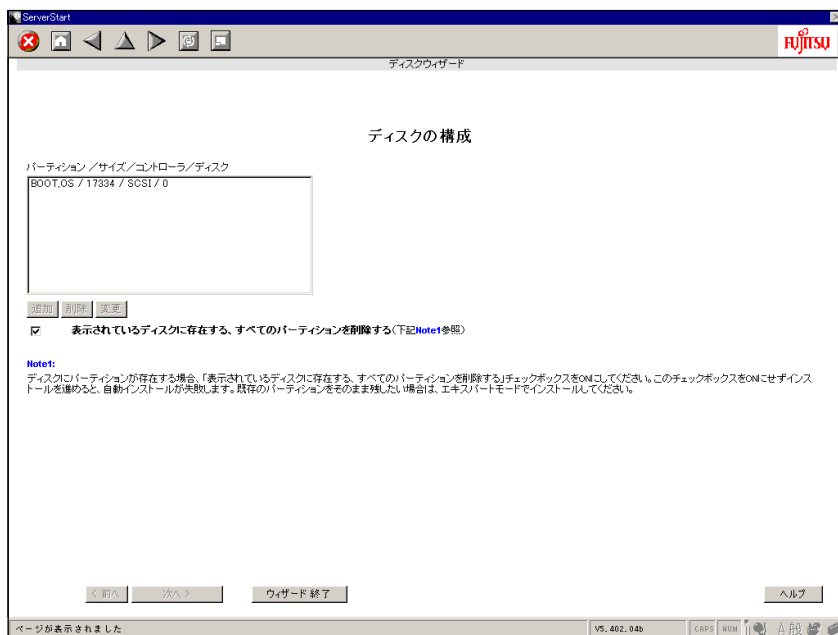 ServerStart
FUJITSU
ディスクウィザード
ディスクの構成
パーティション /サイズ/コントローラ/ディスク
BOOT,OS / 17334 / SCSI / 0
追加 削除 変更
表示されているディスクに存在する、すべてのパーティションを削除する(下記Note1参照)
Note1:
ディスクにパーティションが存在する場合、「表示されているディスクに存在する、すべてのパーティションを削除する」チェックボックスをONにしてください。このチェックボックスをONにせずインス
トールを進めると、自動インストールが失敗します。既存のパーティションをそのまま残したい場合は、エキスパートモードでインストールしてください。
< 前へ 次へ > ウィザード 終了 ヘルプ
ページが表示されました V5.402.04b CAPS NUM A 般